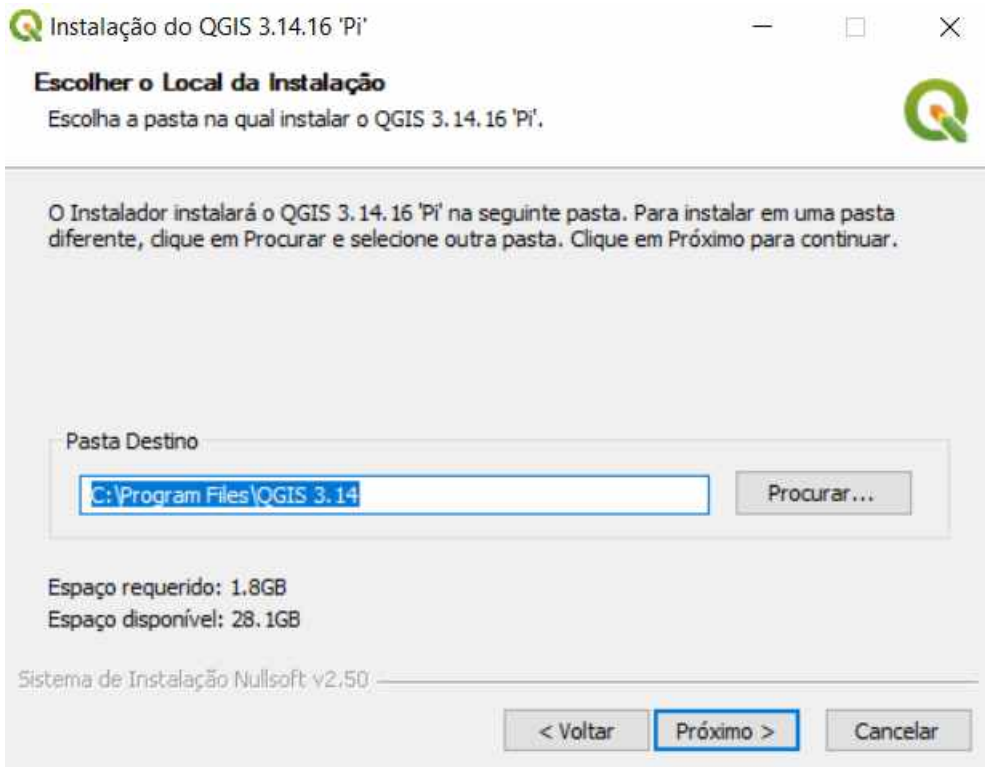 Instalação do QGIS 3.14.16 'Pi'
Escolher o Local da Instalação
Escolha a pasta na qual instalar o QGIS 3.14.16 'Pi'.
O Instalador instalará o QGIS 3.14.16 'Pi' na seguinte pasta. Para instalar em uma pasta
diferente, clique em Procurar e selecione outra pasta. Clique em Próximo para continuar.
Pasta Destino
C:\Program Files\QGIS 3.14
Procurar...
Espaço requerido: 1.8GB
Espaço disponível: 28.1GB
Sistema de Instalação Nullsoft v2.50
< Voltar
Próximo >
Cancelar